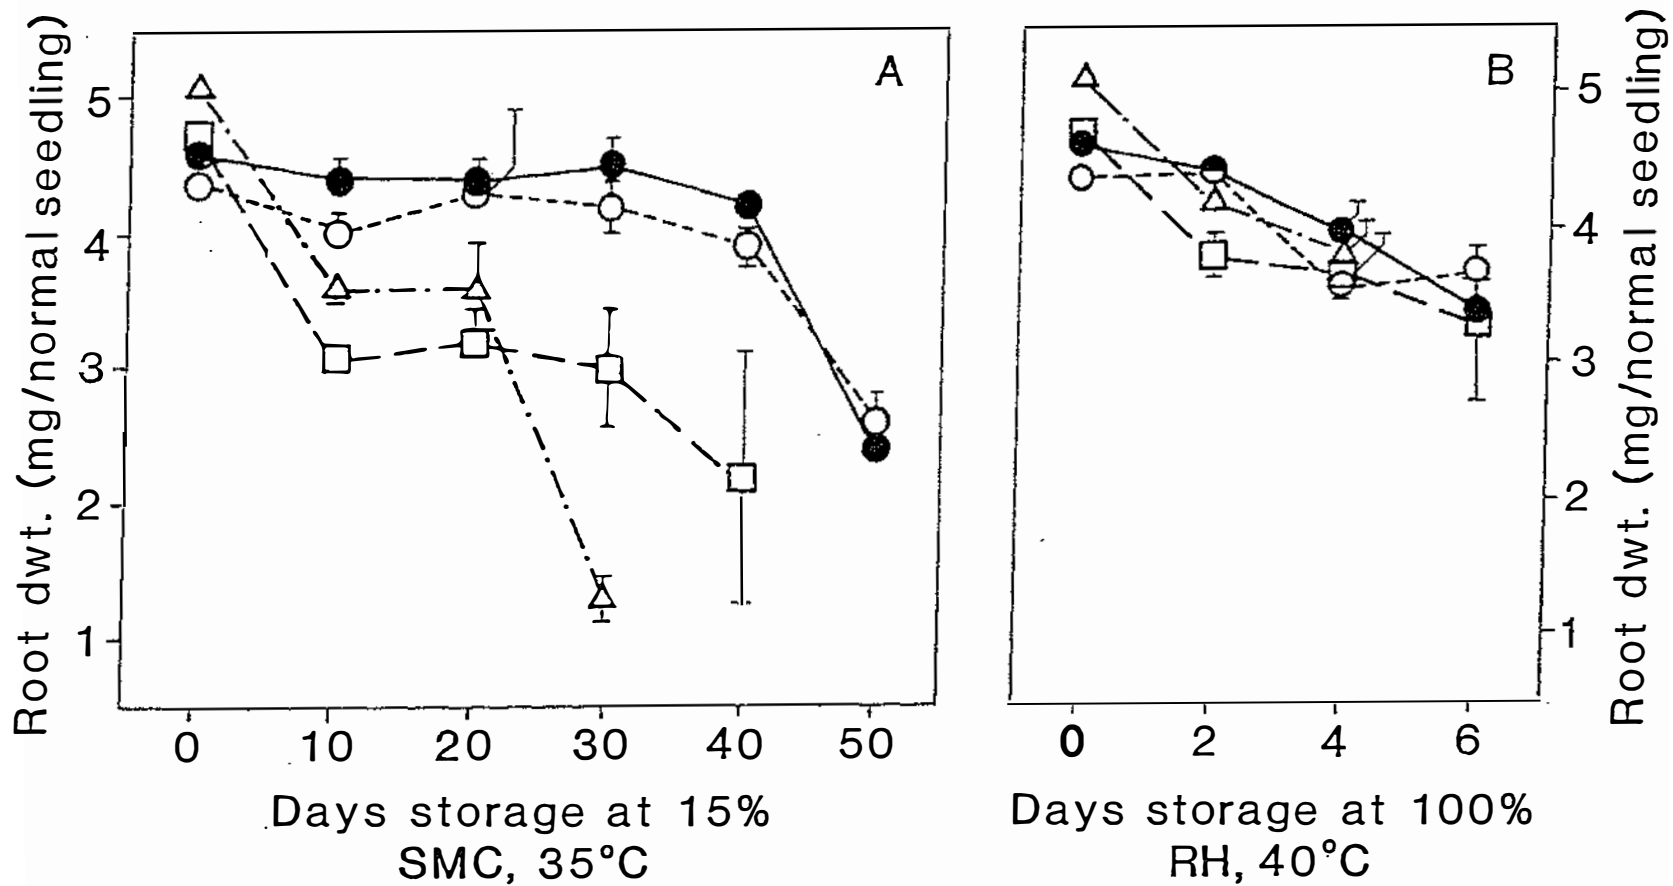 Root dwt. (mg/normal seedling)
5
4
3
2
1
A
0 10 20 30 40 50
Days storage at 15%
SMC, 35°C
B
5
4
3
2
1
Root dwt. (mg/normal seedling)
0 2 4 6
Days storage at 100%
RH, 40°C